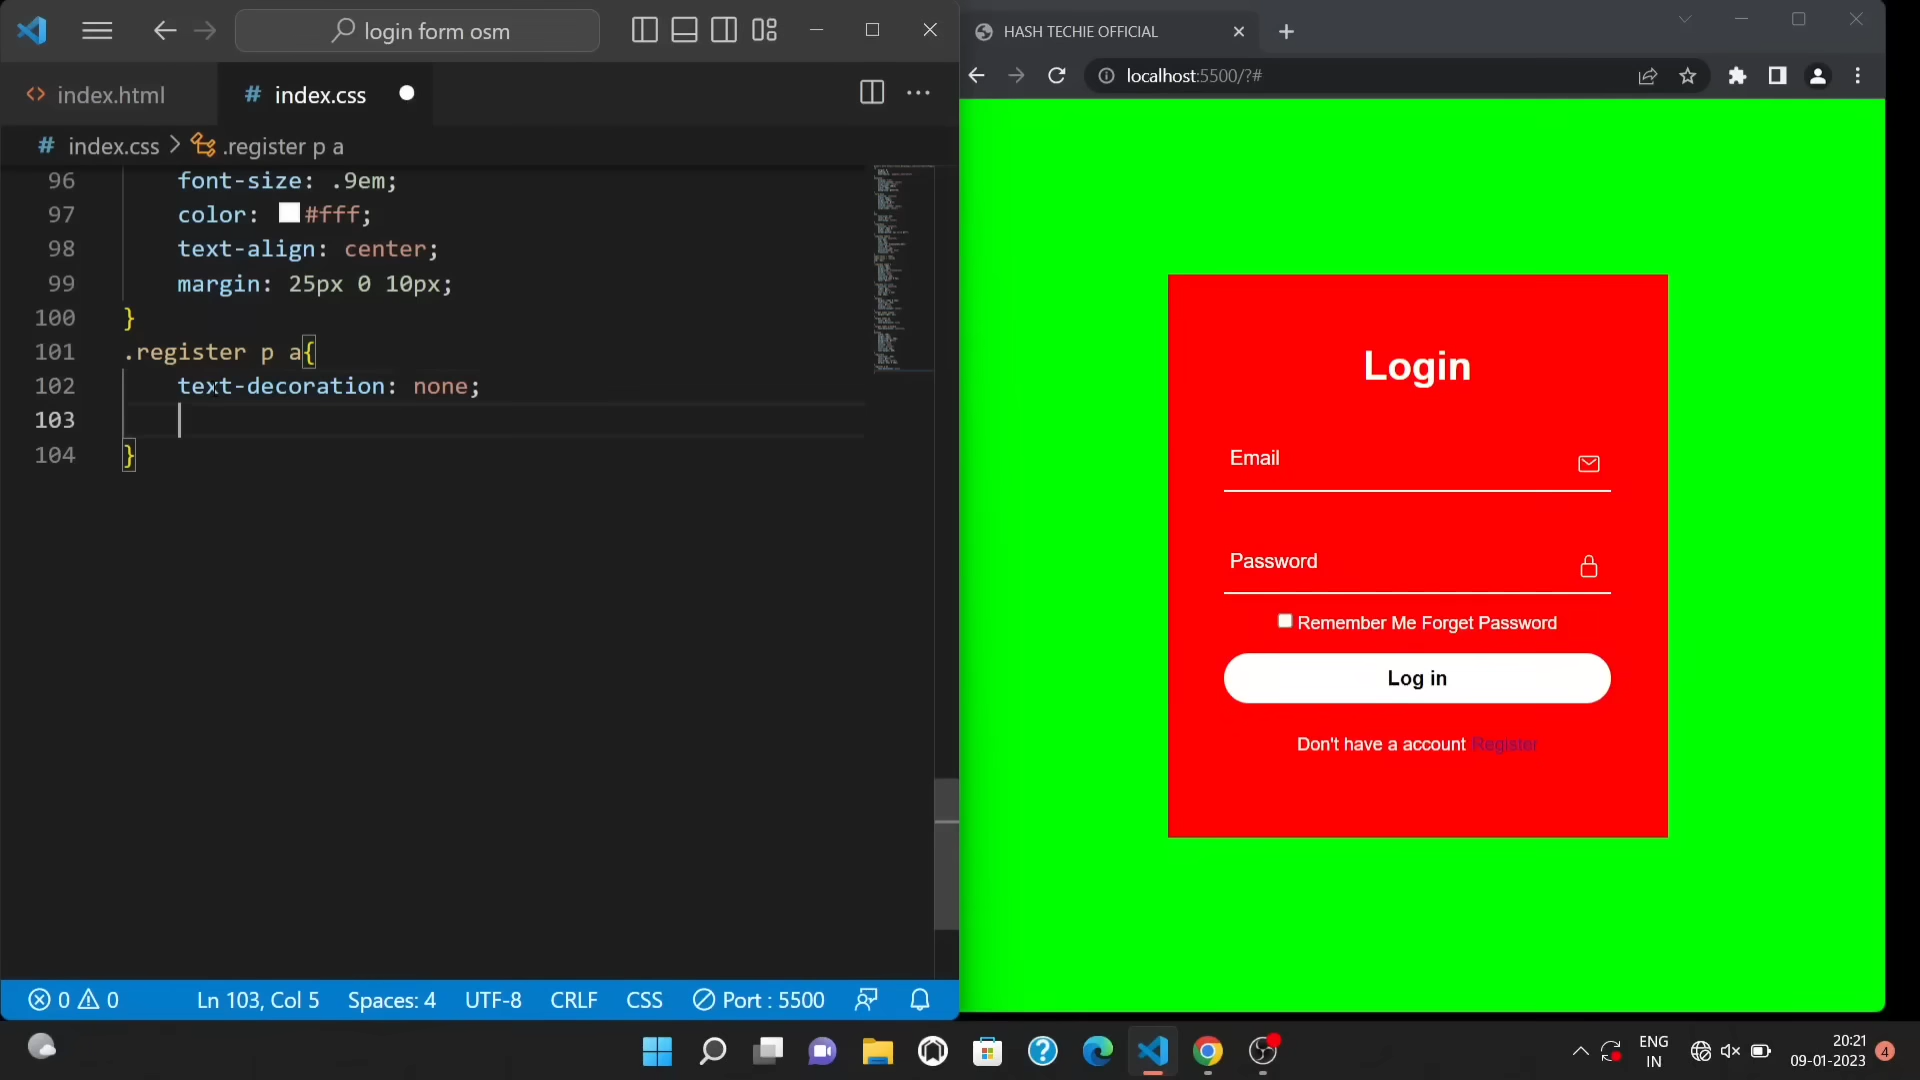 login form osm
index.html
# index.css
# index.css > .register p a
96 font-size: .9em;
97 color: #fff;
98 text-align: center;
99 margin: 25px 0 10px;
100 }
101 .register p a{
102 text-decoration: none;
103
104 }
0 0
Ln 103, Col 5 Spaces: 4 UTF-8 CRLF CSS Port : 5500
HASH TECHIE OFFICIAL
localhost:5500/?#
Login
Email
Password
Remember Me Forget Password
Log in
Don't have a account Register
ENG
IN
20:21
09-01-2023
4